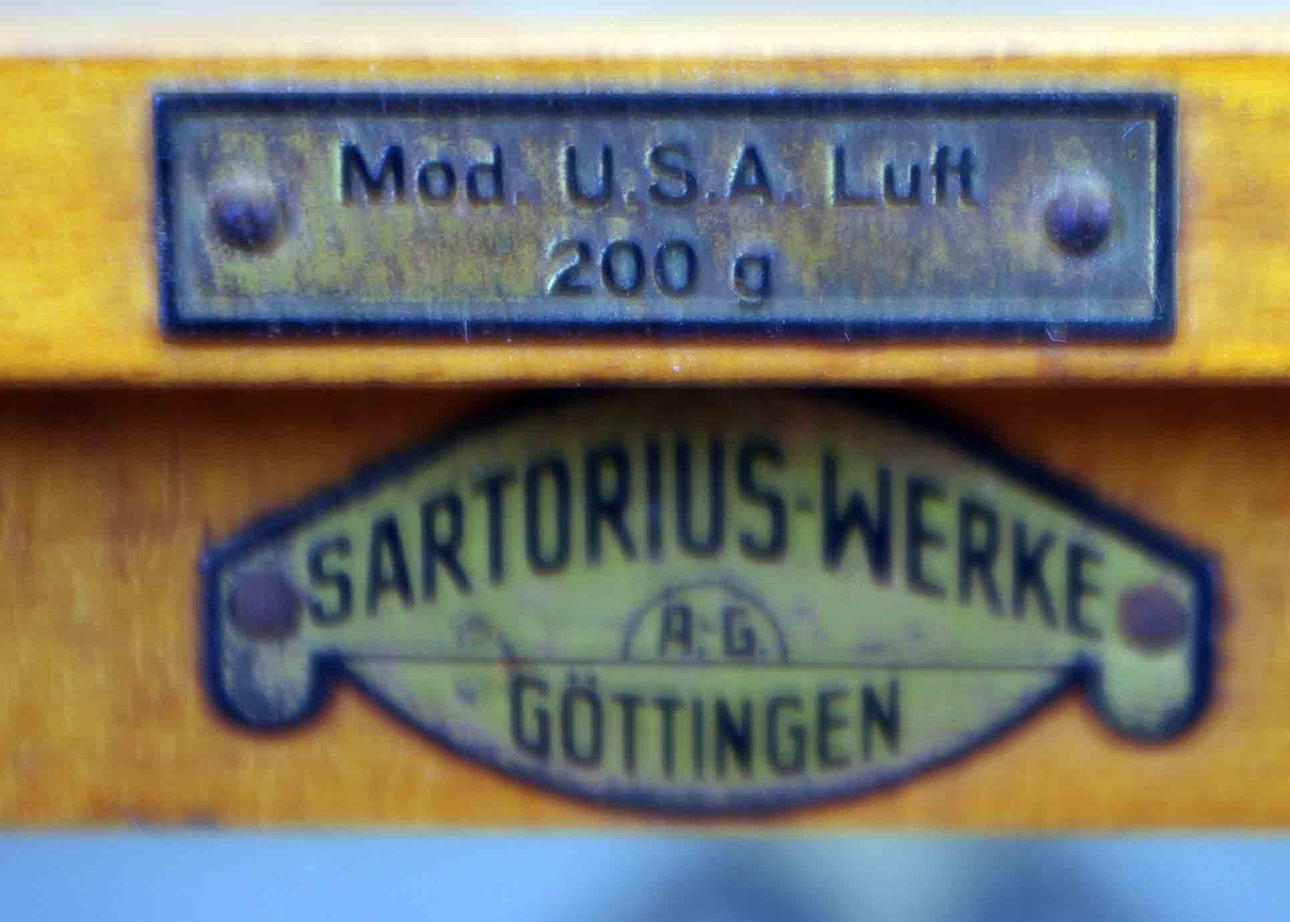 Mod. U.S.A. Luft
200 g
SARTORIUS-WERKE
A.-G.
GÖTTINGEN